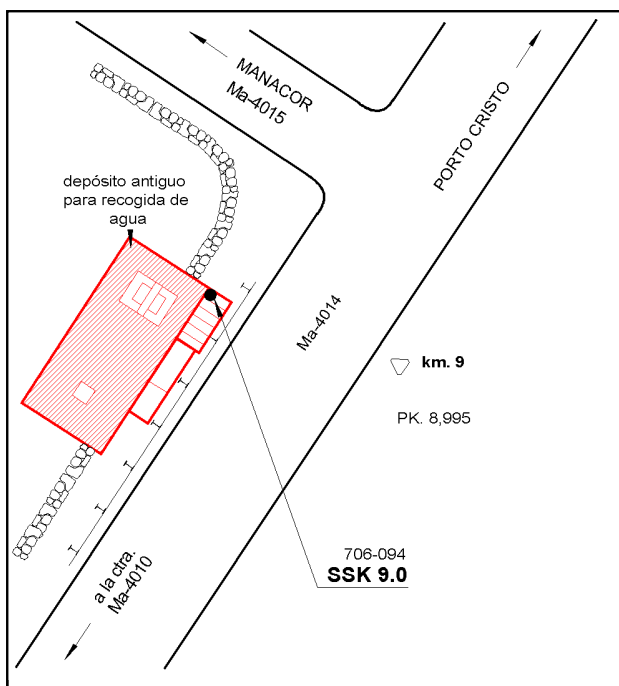 MANACOR
Ma-4015
PORTO CRISTO
depósito antiguo
para recogida de
agua
Ma-4014
km. 9
PK. 8,995
706-094
SSK 9.0
a la ctra.
Ma-4010